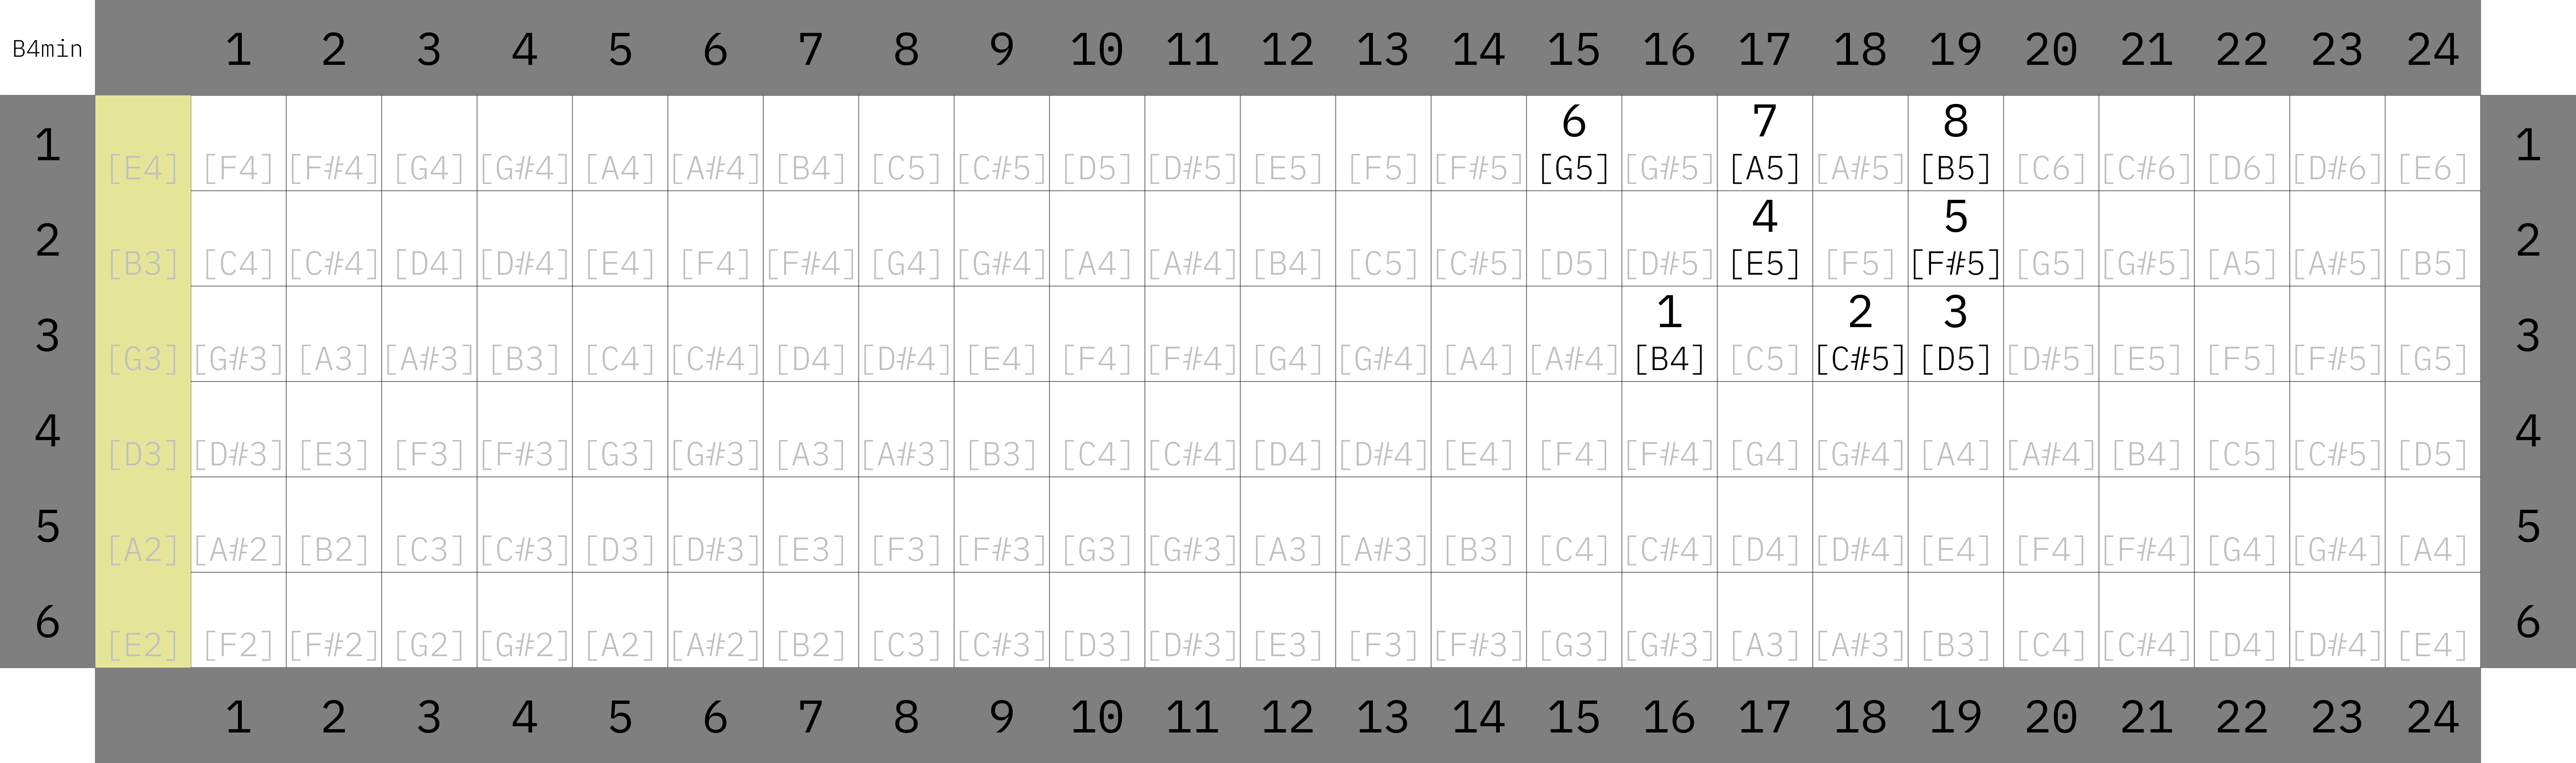 B4min 1 2 3 4 5 6 7 8 9 10 11 12 13 14 15 16 17 18 19 20 21 22 23 24
6 7 8
1 [E4] [F4] [F#4] [G4] [G#4] [A4] [A#4] [B4] [C5] [C#5] [D5] [D#5] [E5] [F5] [F#5] [G5] [G#5] [A5] [A#5] [B5] [C6] [C#6] [D6] [D#6] [E6] 1
4 5
2 [B3] [C4] [C#4] [D4] [D#4] [E4] [F4] [F#4] [G4] [G#4] [A4] [A#4] [B4] [C5] [C#5] [D5] [D#5] [E5] [F5] [F#5] [G5] [G#5] [A5] [A#5] [B5] 2
1 2 3
3 [G3] [G#3] [A3] [A#3] [B3] [C4] [C#4] [D4] [D#4] [E4] [F4] [F#4] [G4] [G#4] [A4] [A#4] [B4] [C5] [C#5] [D5] [D#5] [E5] [F5] [F#5] [G5] 3
4 [D3] [D#3] [E3] [F3] [F#3] [G3] [G#3] [A3] [A#3] [B3] [C4] [C#4] [D4] [D#4] [E4] [F4] [F#4] [G4] [G#4] [A4] [A#4] [B4] [C5] [C#5] [D5] 4
5 [A2] [A#2] [B2] [C3] [C#3] [D3] [D#3] [E3] [F3] [F#3] [G3] [G#3] [A3] [A#3] [B3] [C4] [C#4] [D4] [D#4] [E4] [F4] [F#4] [G4] [G#4] [A4] 5
6 [E2] [F2] [F#2] [G2] [G#2] [A2] [A#2] [B2] [C3] [C#3] [D3] [D#3] [E3] [F3] [F#3] [G3] [G#3] [A3] [A#3] [B3] [C4] [C#4] [D4] [D#4] [E4] 6
1 2 3 4 5 6 7 8 9 10 11 12 13 14 15 16 17 18 19 20 21 22 23 24